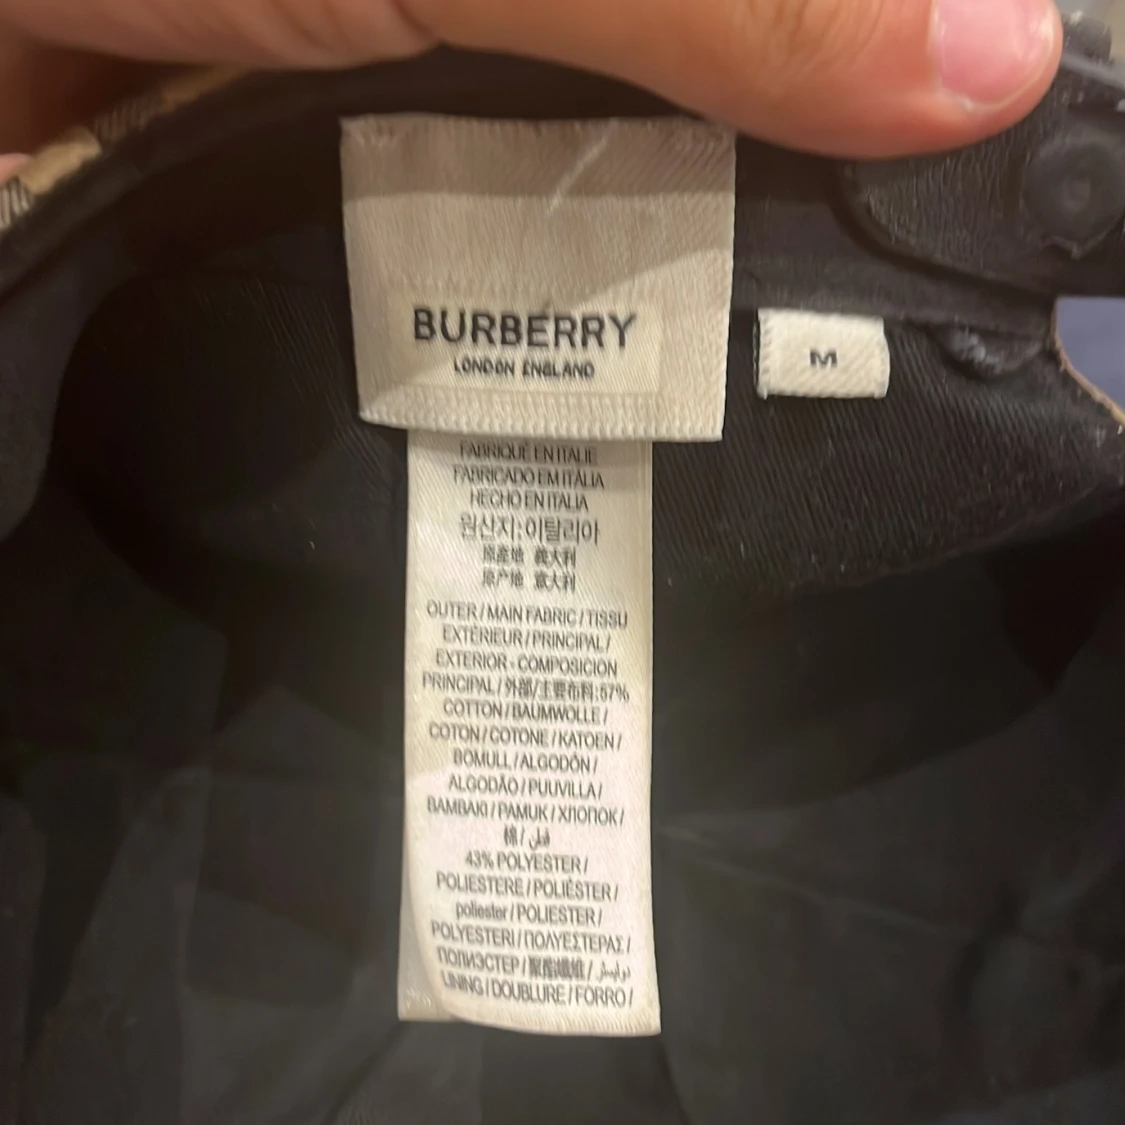 BURBERRY
LONDON ENGLAND
M
FABRIQUÉ EN ITALIE
FABRICADO EM ITÁLIA
HECHO EN ITALIA
원산지:이탈리아
原產地 義大利
原产地 意大利
OUTER / MAIN FABRIC / TISSU
EXTÉRIEUR / PRINCIPAL /
EXTERIOR - COMPOSICION
PRINCIPAL / 外部/主要布料:57%
COTTON / BAUMWOLLE /
COTON / COTONE / KATOEN /
BOMULL / ALGODÓN /
ALGODÃO / PUUVILLA /
ΒΑΜΒΑΚΙ / PAMUK / ХЛОПОК /
棉 / قطن
43% POLYESTER /
POLIESTERE / POLIÉSTER /
poliester / POLIESTER /
POLYESTERI / ΠΟΛΥΕΣΤΕΡΑΣ /
ПОЛИЭСТЕР / 聚酯纖維 /
LINING / DOUBLURE / FORRO /